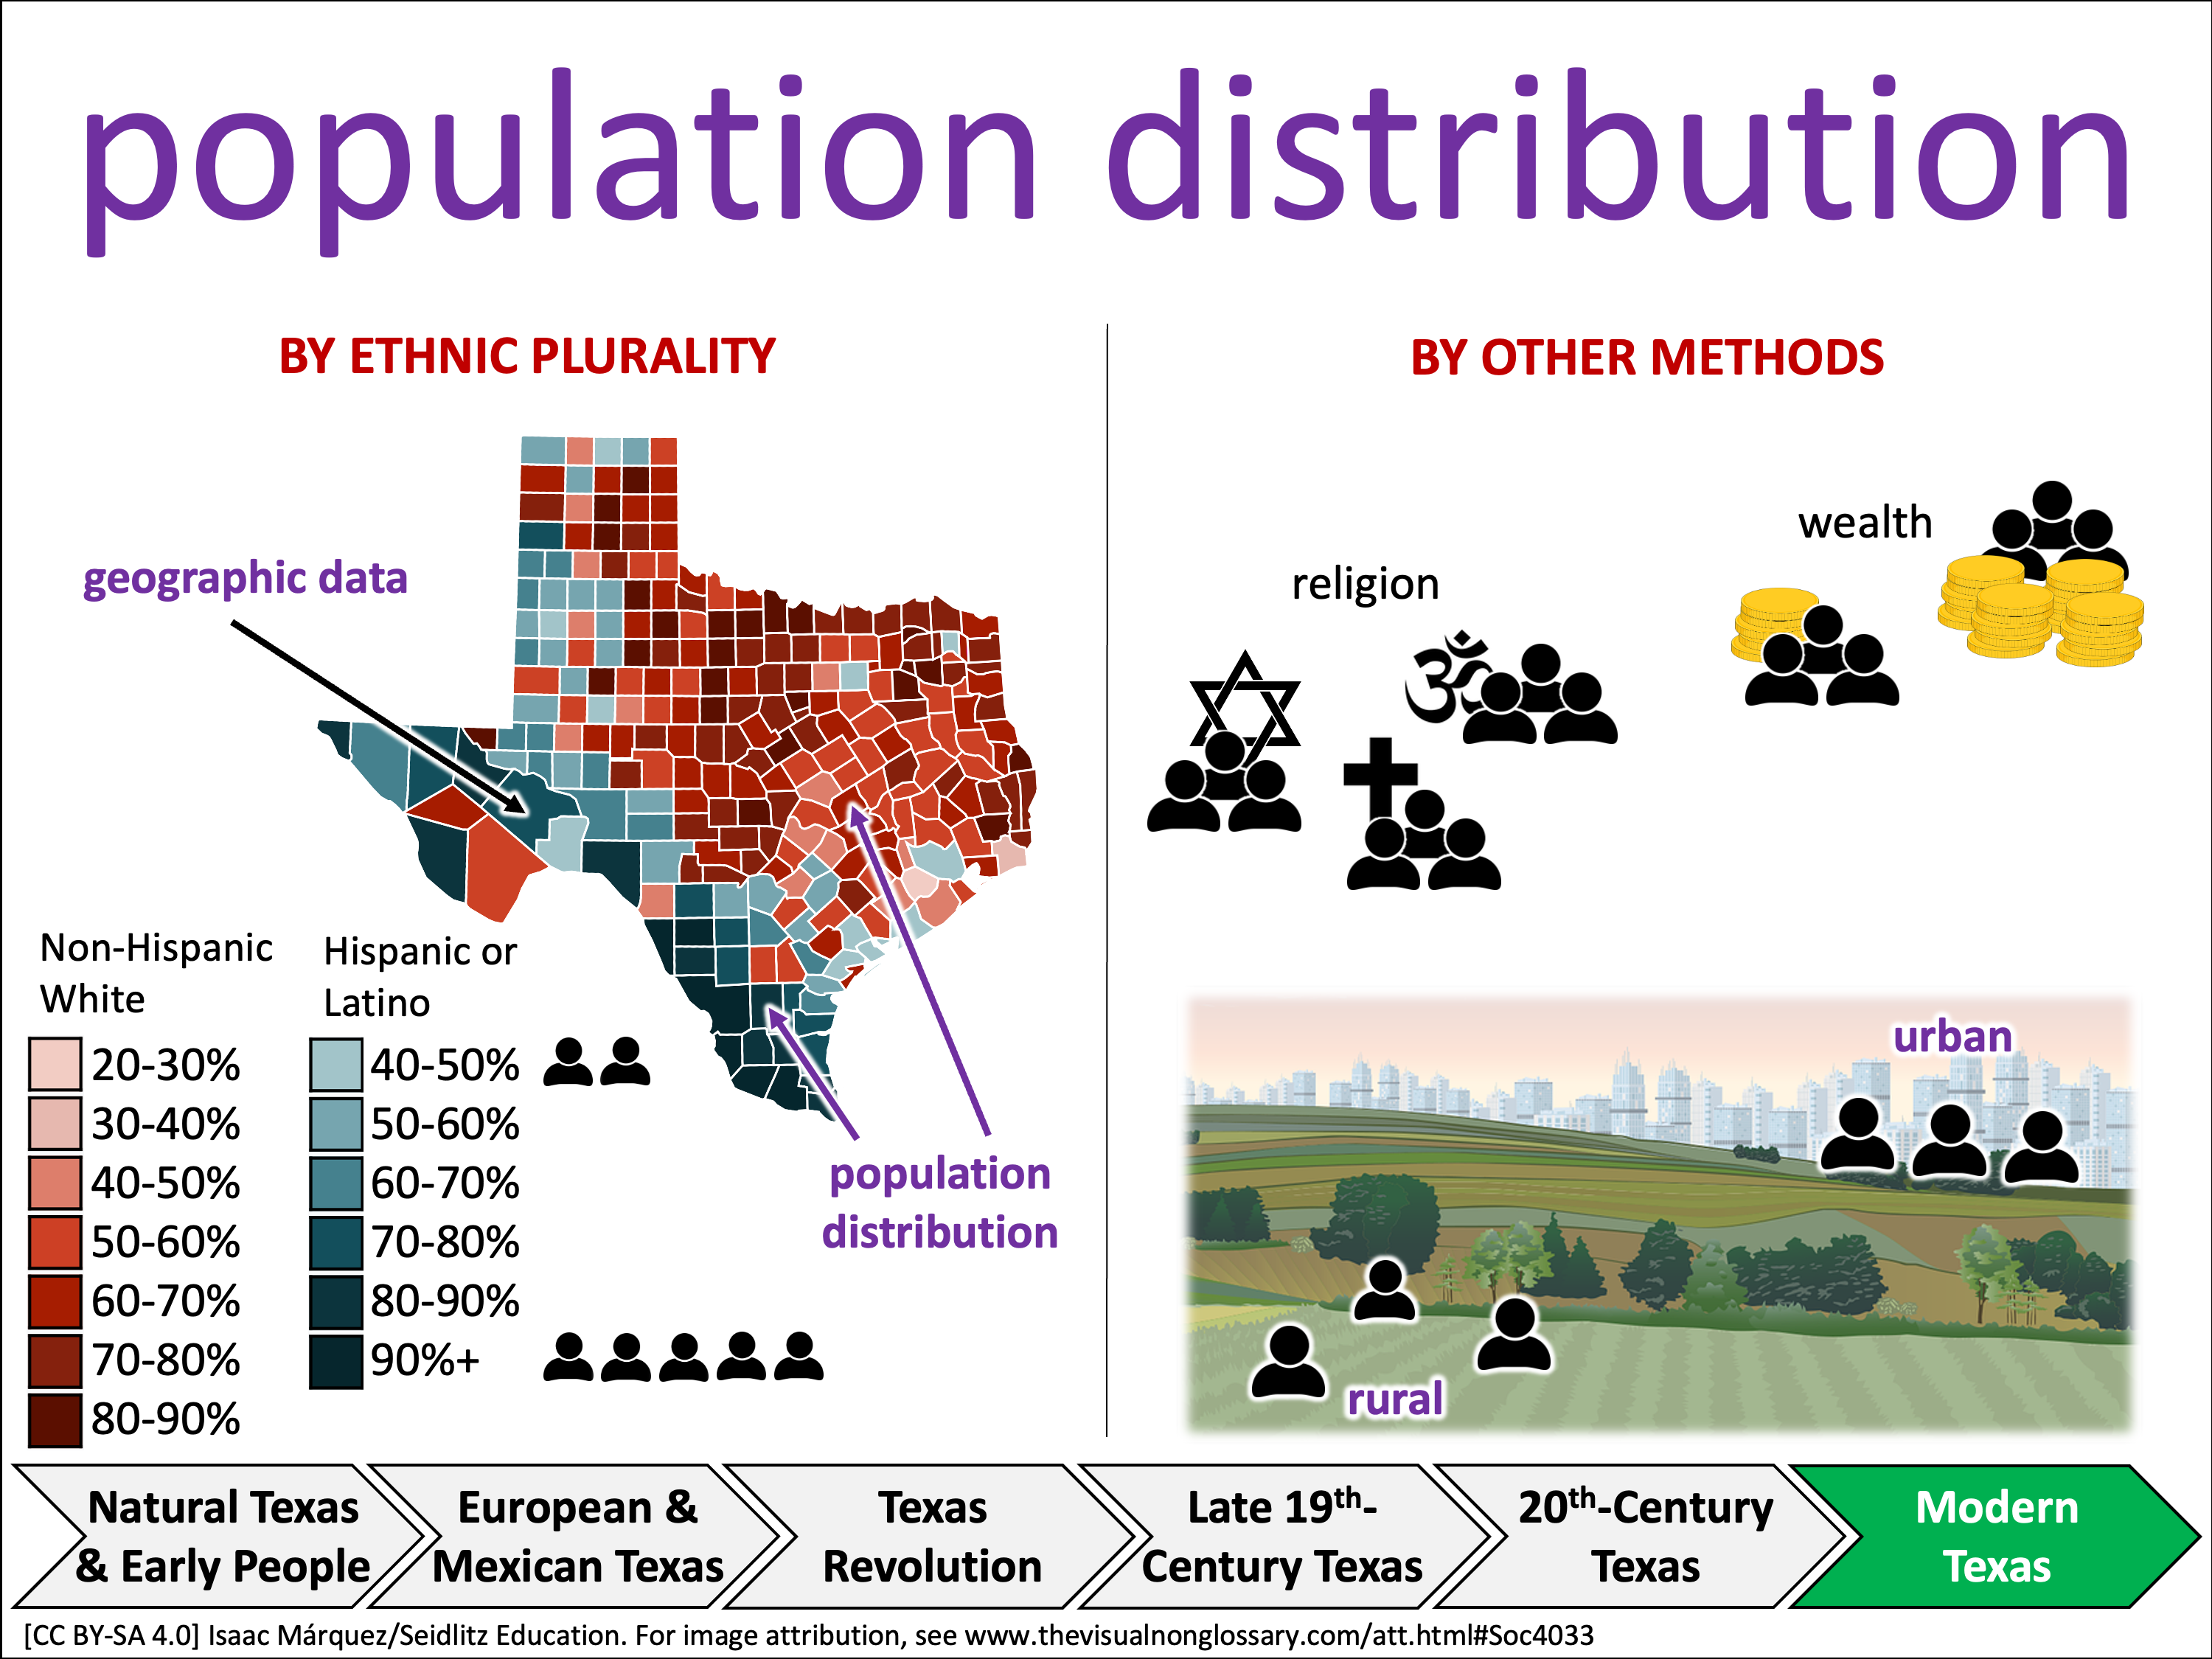 population distribution
BY ETHNIC PLURALITY
geographic data
Non-Hispanic
White
20-30%
30-40%
40-50%
50-60%
60-70%
70-80%
80-90%
Hispanic or
Latino
40-50%
50-60%
60-70%
70-80%
80-90%
90%+
population
distribution
BY OTHER METHODS
religion
wealth
ॐ
urban
rural
Natural Texas
& Early People
European &
Mexican Texas
Texas
Revolution
Late 19th-
Century Texas
20th-Century
Texas
Modern
Texas
[CC BY-SA 4.0] Isaac Márquez/Seidlitz Education. For image attribution, see www.thevisualnonglossary.com/att.html#Soc4033